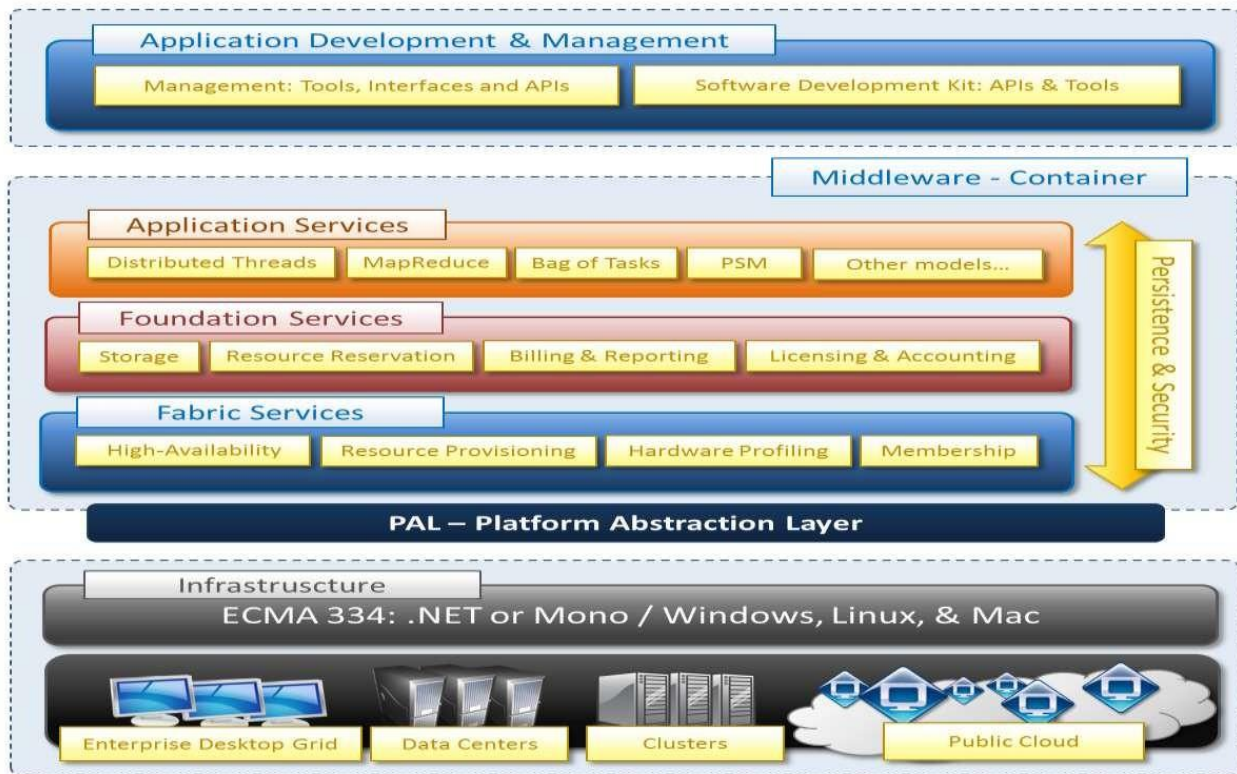 Application Development & Management
Management: Tools, Interfaces and APIs
Software Development Kit: APIs & Tools
Middleware - Container
Application Services
Distributed Threads
MapReduce
Bag of Tasks
PSM
Other models...
Foundation Services
Storage
Resource Reservation
Billing & Reporting
Licensing & Accounting
Fabric Services
High-Availability
Resource Provisioning
Hardware Profiling
Membership
Persistence & Security
PAL – Platform Abstraction Layer
Infrastruscture
ECMA 334: .NET or Mono / Windows, Linux, & Mac
Enterprise Desktop Grid
Data Centers
Clusters
Public Cloud